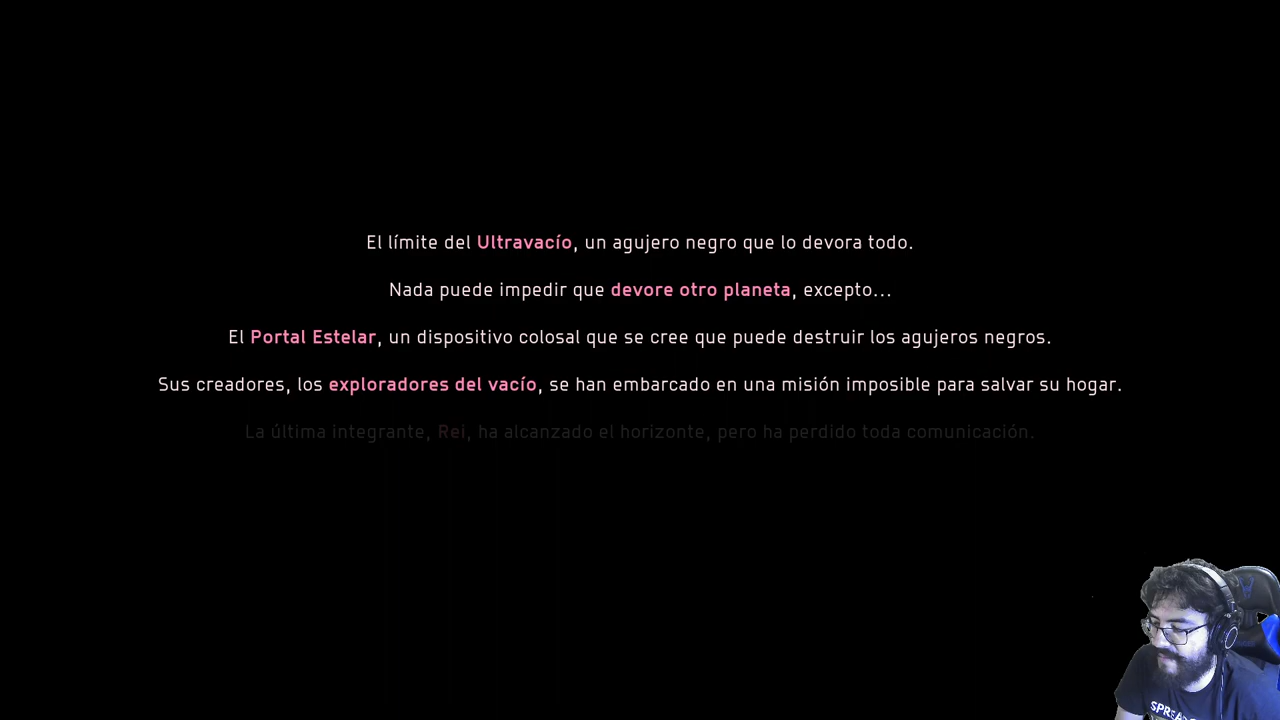 El límite del Ultravacío, un agujero negro que lo devora todo.
Nada puede impedir que devore otro planeta, excepto...
El Portal Estelar, un dispositivo colosal que se cree que puede destruir los agujeros negros.
Sus creadores, los exploradores del vacío, se han embarcado en una misión imposible para salvar su hogar.
La última integrante, Rei, ha alcanzado el horizonte, pero ha perdido toda comunicación.